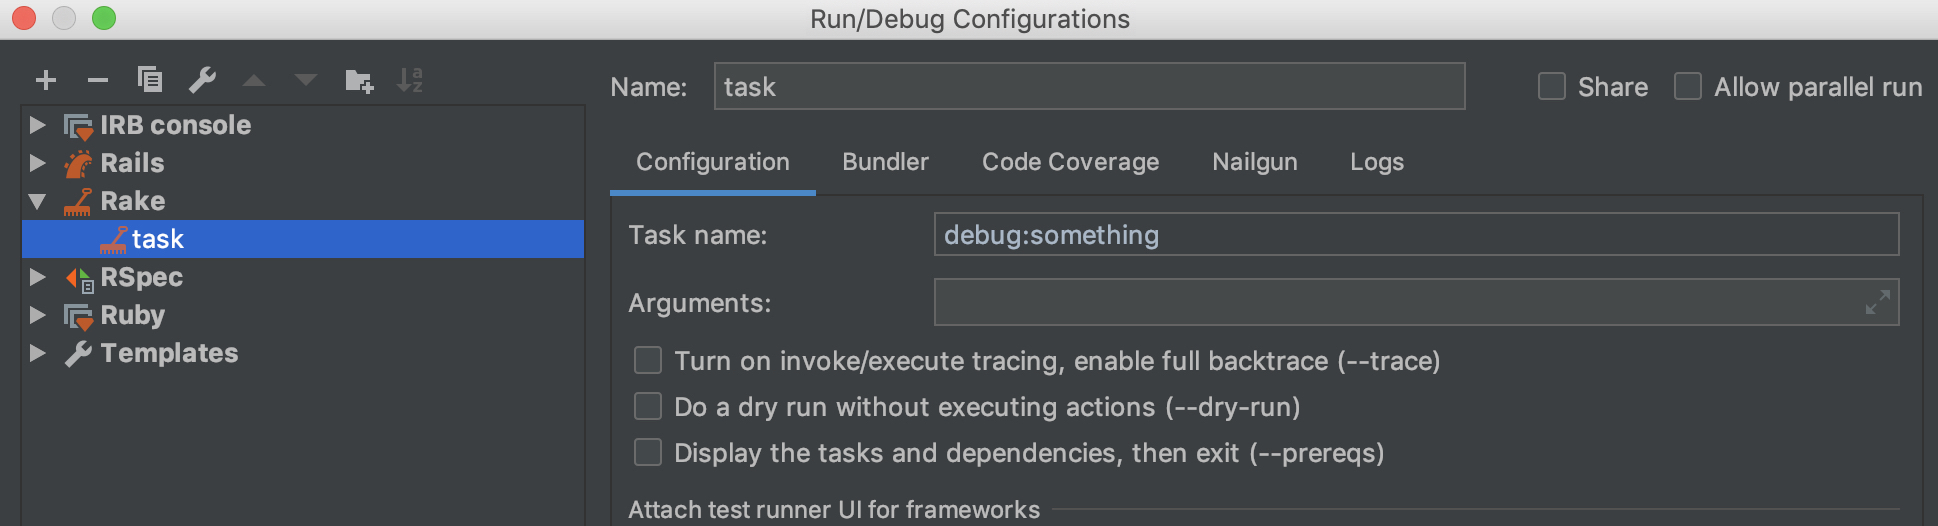 Run/Debug Configurations
Name: task Share Allow parallel run
IRB console
Rails
Rake
task
RSpec
Ruby
Templates
Configuration Bundler Code Coverage Nailgun Logs
Task name: debug:something
Arguments:
Turn on invoke/execute tracing, enable full backtrace (--trace)
Do a dry run without executing actions (--dry-run)
Display the tasks and dependencies, then exit (--prereqs)
Attach test runner UI for frameworks